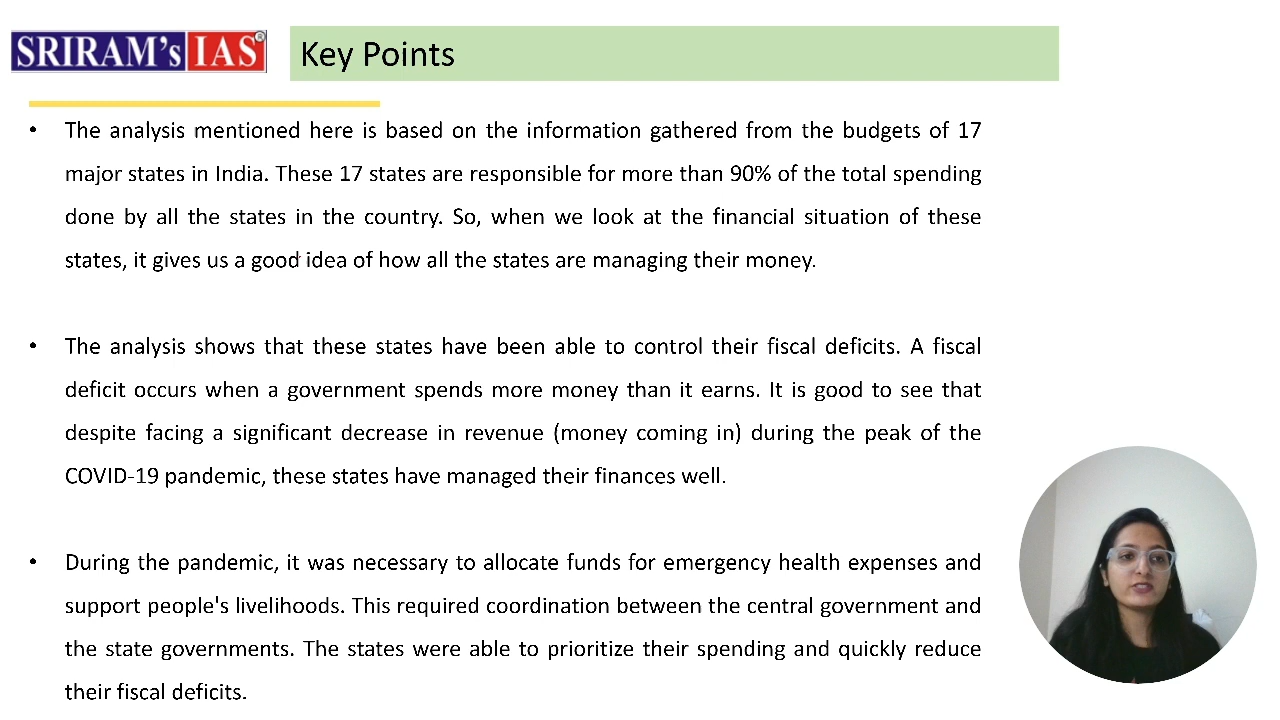 SRIRAM's IAS®
Key Points
• The analysis mentioned here is based on the information gathered from the budgets of 17
major states in India. These 17 states are responsible for more than 90% of the total spending
done by all the states in the country. So, when we look at the financial situation of these
states, it gives us a good idea of how all the states are managing their money.
• The analysis shows that these states have been able to control their fiscal deficits. A fiscal
deficit occurs when a government spends more money than it earns. It is good to see that
despite facing a significant decrease in revenue (money coming in) during the peak of the
COVID-19 pandemic, these states have managed their finances well.
• During the pandemic, it was necessary to allocate funds for emergency health expenses and
support people's livelihoods. This required coordination between the central government and
the state governments. The states were able to prioritize their spending and quickly reduce
their fiscal deficits.